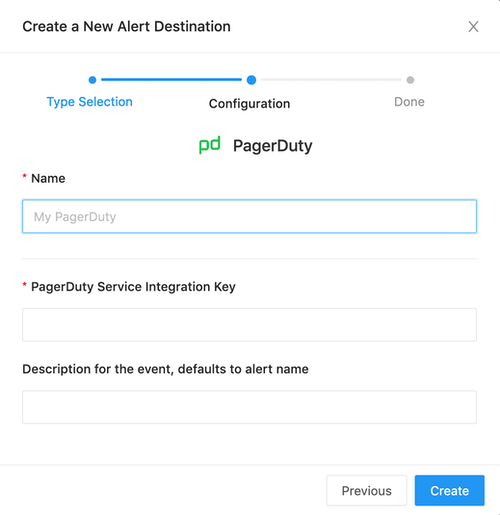 Create a New Alert Destination
Type Selection
Configuration
Done
pd PagerDuty
* Name
My PagerDuty
* PagerDuty Service Integration Key
Description for the event, defaults to alert name
Previous
Create